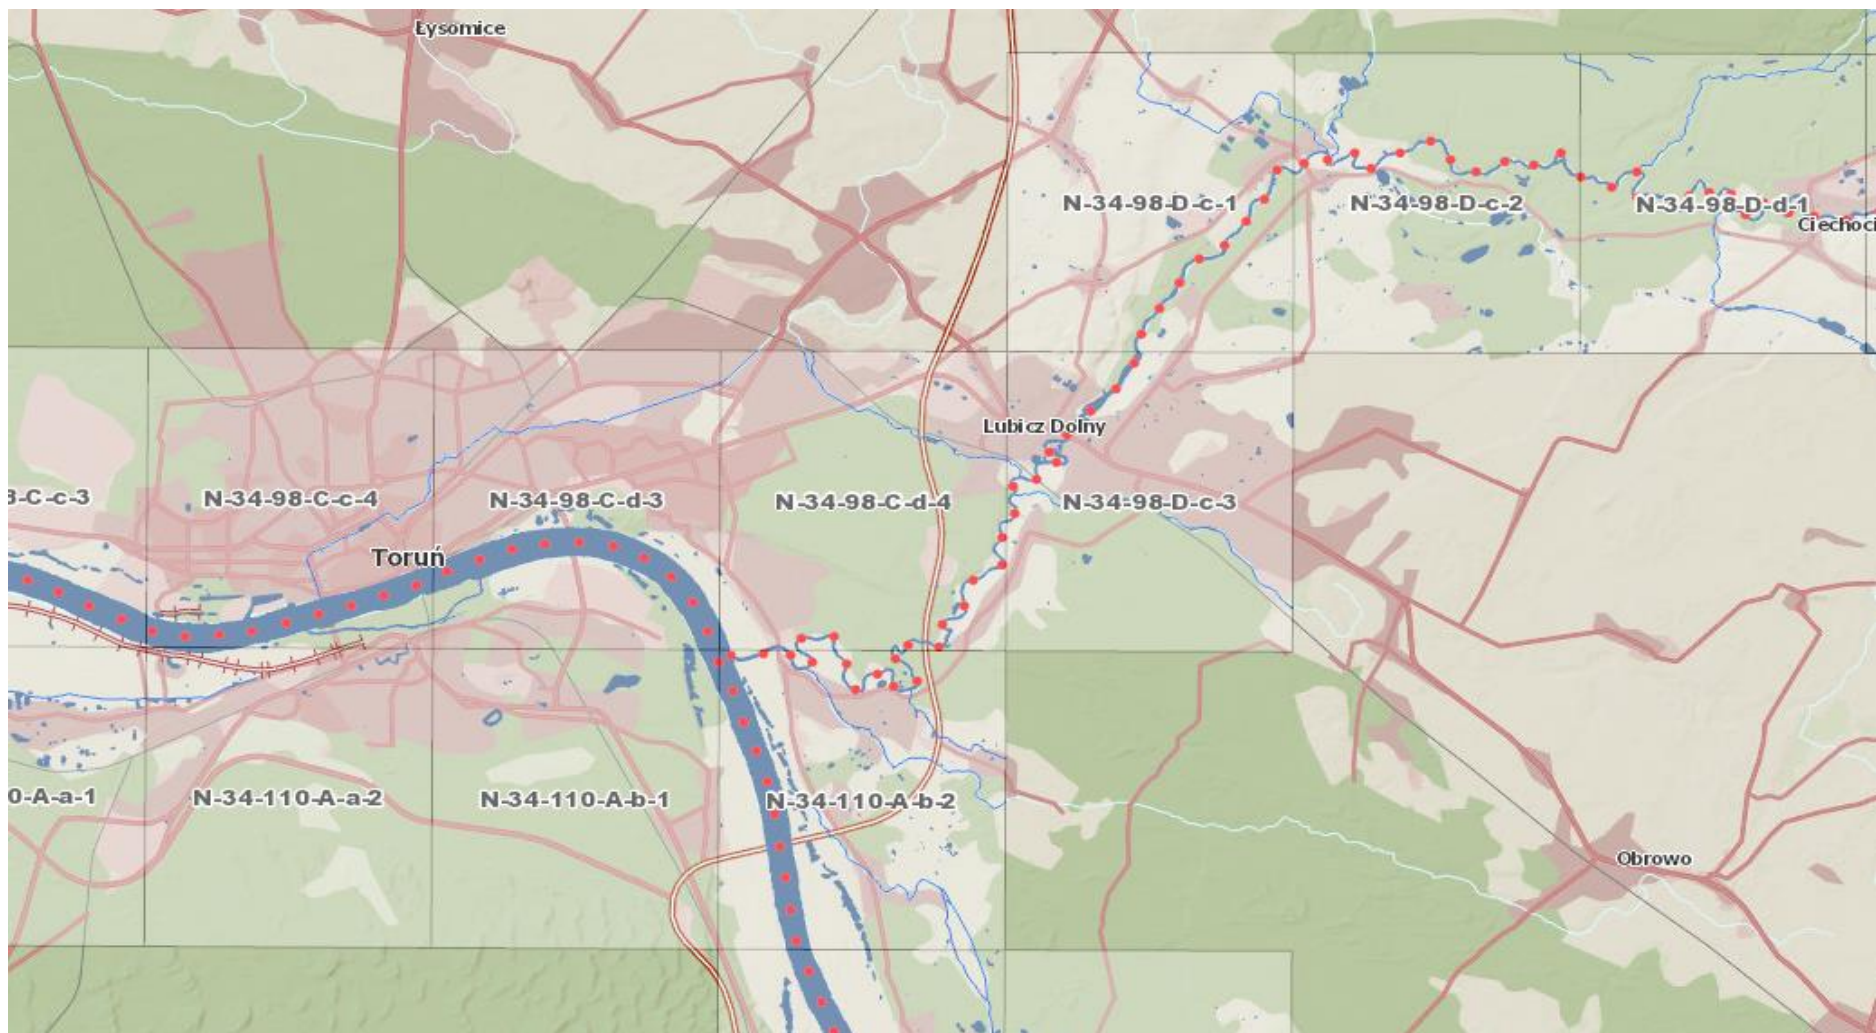 Łysomice
N-34-98-D-c-1
N-34-98-D-c-2
N-34-98-D-d-1
Ciechoci
Lubicz Dolny
3-C-c-3
N-34-98-C-c-4
N-34-98-C-d-3
N-34-98-C-d-4
N-34-98-D-c-3
Toruń
0-A-a-1
N-34-110-A-a-2
N-34-110-A-b-1
N-34-110-A-b-2
Obrowo